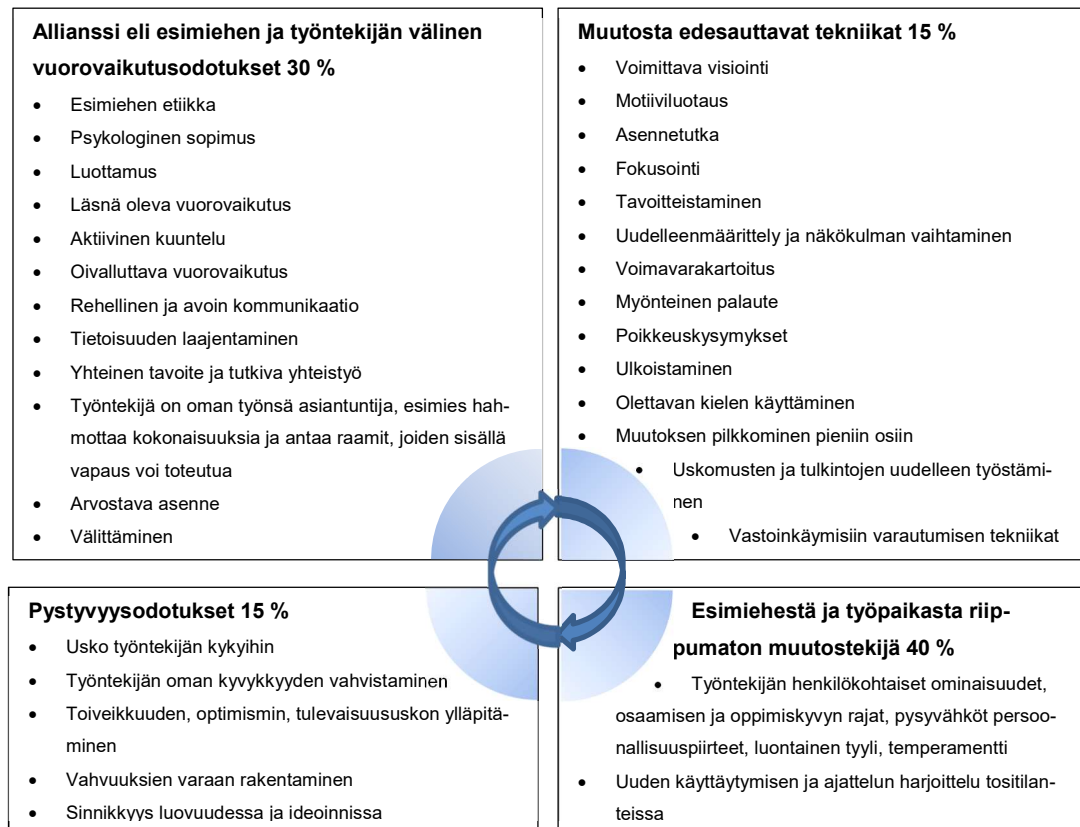 Allianssi eli esimiehen ja työntekijän välinen
vuorovaikutusodotukset 30 %
• Esimiehen etiikka
• Psykologinen sopimus
• Luottamus
• Läsnä oleva vuorovaikutus
• Aktiivinen kuuntelu
• Oivalluttava vuorovaikutus
• Rehellinen ja avoin kommunikaatio
• Tietoisuuden laajentaminen
• Yhteinen tavoite ja tutkiva yhteistyö
• Työntekijä on oman työnsä asiantuntija, esimies hah-
mottaa kokonaisuuksia ja antaa raamit, joiden sisällä
vapaus voi toteutua
• Arvostava asenne
• Välittäminen
Muutosta edesauttavat tekniikat 15 %
• Voimittava visiointi
• Motiiviluotaus
• Asennetutka
• Fokusointi
• Tavoitteistaminen
• Uudelleenmäärittely ja näkökulman vaihtaminen
• Voimavarakartoitus
• Myönteinen palaute
• Poikkeuskysymykset
• Ulkoistaminen
• Olettavan kielen käyttäminen
• Muutoksen pilkkominen pieniin osiin
• Uskomusten ja tulkintojen uudelleen työstämi-
nen
• Vastoinkäymisiin varautumisen tekniikat
Pystyvyysodotukset 15 %
• Usko työntekijän kykyihin
• Työntekijän oman kyvykkyyden vahvistaminen
• Toiveikkuuden, optimismin, tulevaisuususkon ylläpitä-
minen
• Vahvuuksien varaan rakentaminen
• Sinnikkyys luovuudessa ja ideoinnissa
Esimiehestä ja työpaikasta riip-
pumaton muutostekijä 40 %
• Työntekijän henkilökohtaiset ominaisuudet,
osaamisen ja oppimiskyvyn rajat, pysyvähköt persoo-
nallisuuspiirteet, luontainen tyyli, temperamentti
• Uuden käyttäytymisen ja ajattelun harjoittelu tositilan-
teissa